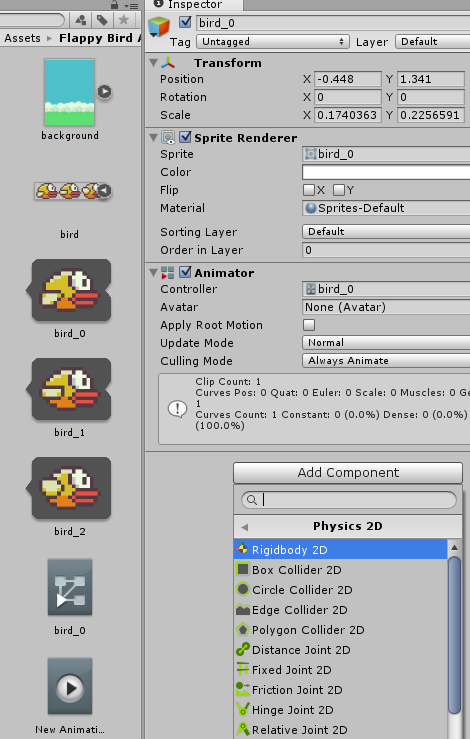 Inspector
Assets ▸ Flappy Bird A
background
bird
bird_0
bird_1
bird_2
bird_0
New Animati...
bird_0
Tag Untagged Layer Default
Transform
Position X -0.448 Y 1.341
Rotation X 0 Y 0
Scale X 0.1740363 Y 0.2256591
Sprite Renderer
Sprite bird_0
Color
Flip X Y
Material Sprites-Default
Sorting Layer Default
Order in Layer 0
Animator
Controller bird_0
Avatar None (Avatar)
Apply Root Motion
Update Mode Normal
Culling Mode Always Animate
Clip Count: 1
Curves Pos: 0 Quat: 0 Euler: 0 Scale: 0 Muscles: 0 Ge
1
Curves Count: 1 Constant: 0 (0.0%) Dense: 0 (0.0%)
(100.0%)
Add Component
Physics 2D
Rigidbody 2D
Box Collider 2D
Circle Collider 2D
Edge Collider 2D
Polygon Collider 2D
Distance Joint 2D
Fixed Joint 2D
Friction Joint 2D
Hinge Joint 2D
Relative Joint 2D